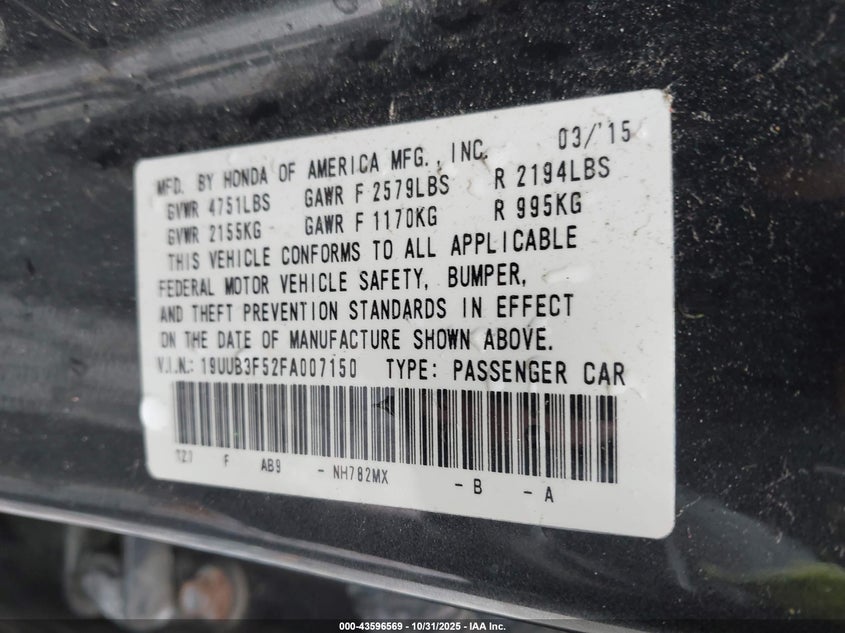 MFD. BY HONDA OF AMERICA MFG., INC. 03/'15
GVWR 4751LBS GAWR F 2579LBS R 2194LBS
GVWR 2155KG GAWR F 1170KG R 995KG
THIS VEHICLE CONFORMS TO ALL APPLICABLE
FEDERAL MOTOR VEHICLE SAFETY, BUMPER,
AND THEFT PREVENTION STANDARDS IN EFFECT
ON THE DATE OF MANUFACTURE SHOWN ABOVE.
V.I.N.: 19UUB3F52FA007150 TYPE: PASSENGER CAR
F AB9 - NH782MX - B - A
000-43596569 - 10/31/2025 - IAA Inc.